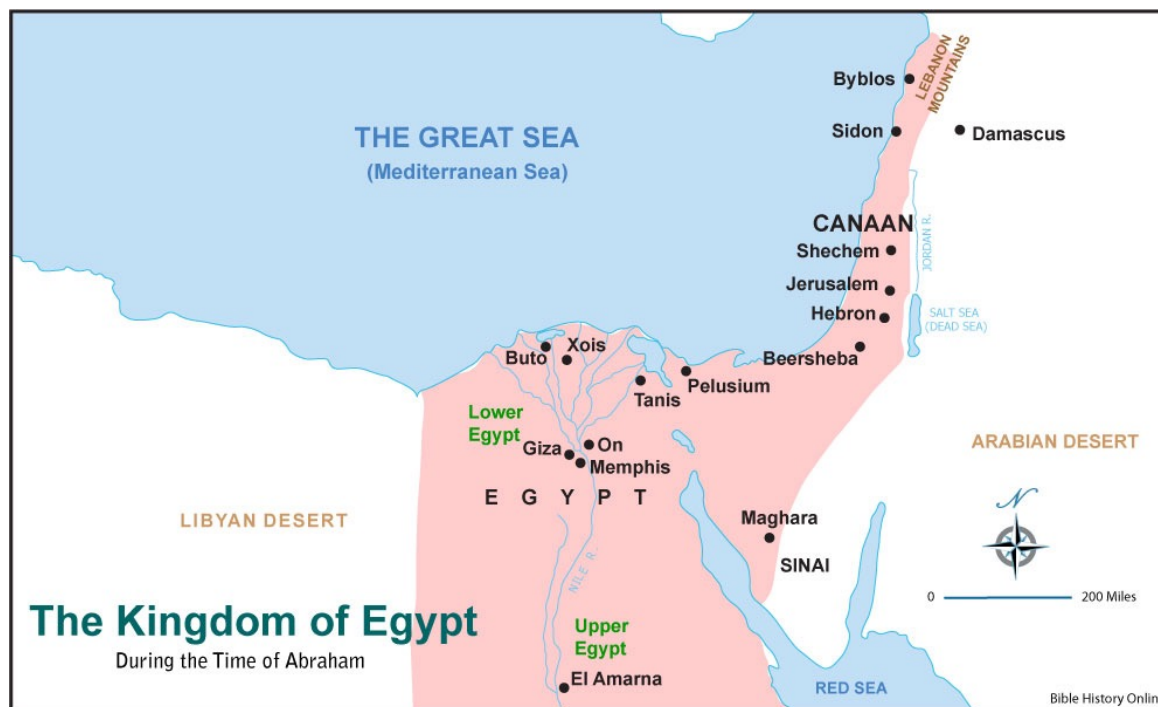 Byblos
LEBANON
MOUNTAINS
THE GREAT SEA
(Mediterranean Sea)
Sidon
Damascus
CANAAN
Shechem
JORDAN R.
Jerusalem
Hebron
SALT SEA
(DEAD SEA)
Beersheba
Buto
Xois
Tanis
Pelusium
Lower
Egypt
Giza
On
Memphis
ARABIAN DESERT
E G Y P T
LIBYAN DESERT
N
Maghara
SINAI
NILE R.
0
200 Miles
The Kingdom of Egypt
During the Time of Abraham
Upper
Egypt
El Amarna
RED SEA
Bible History Onlin